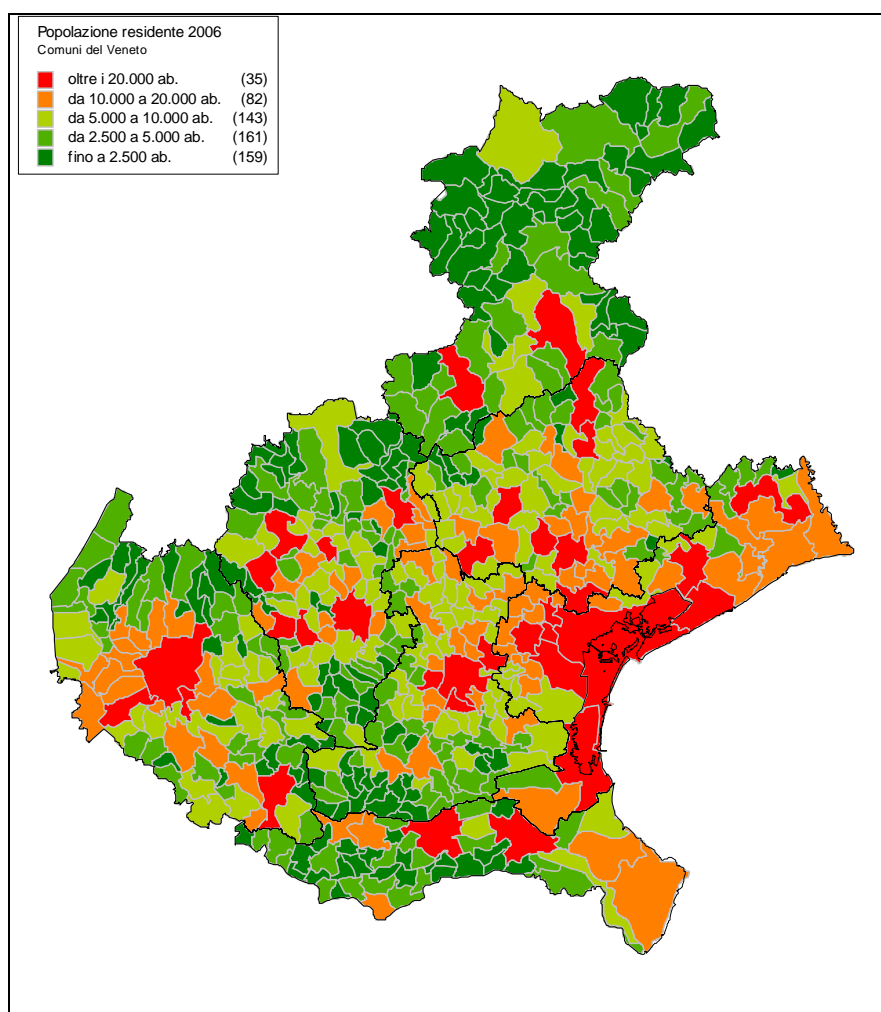 Popolazione residente 2006
Comuni del Veneto
oltre i 20.000 ab. (35)
da 10.000 a 20.000 ab. (82)
da 5.000 a 10.000 ab. (143)
da 2.500 a 5.000 ab. (161)
fino a 2.500 ab. (159)